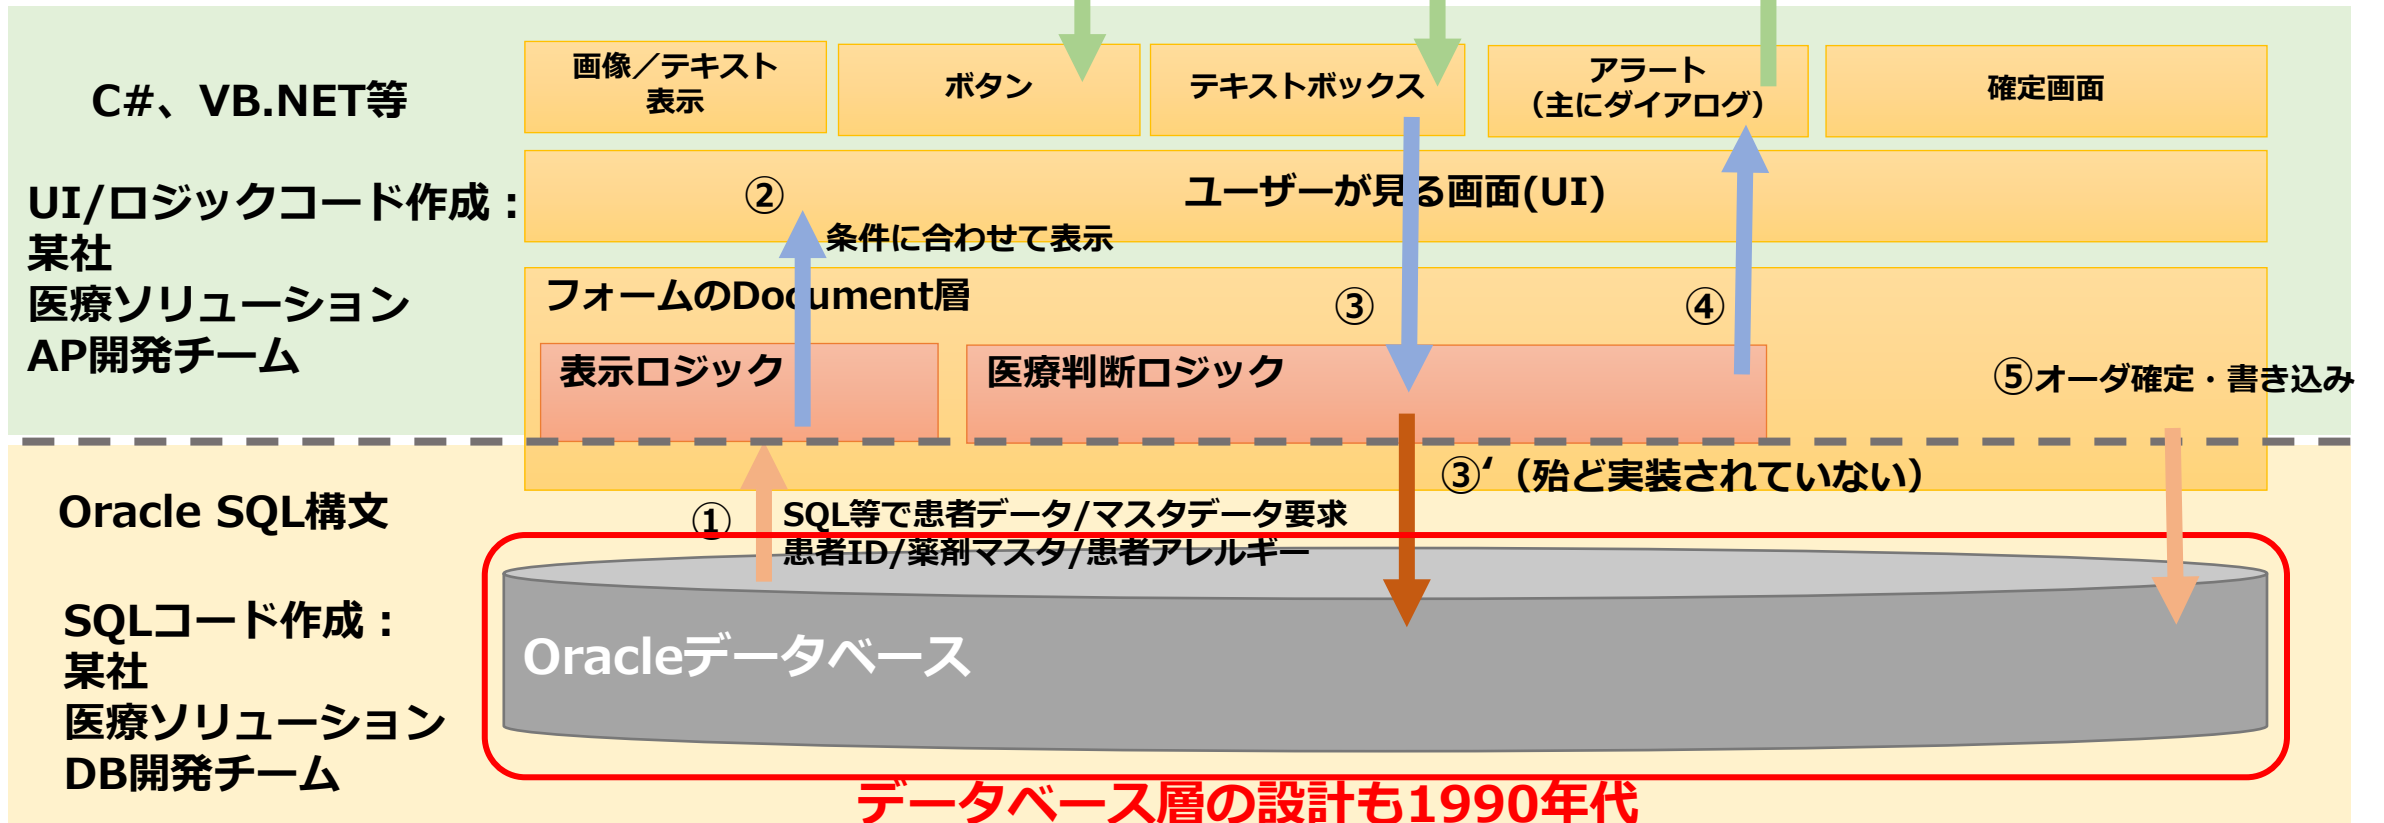 C#、VB.NET等
UI/ロジックコード作成：
某社
医療ソリューション
AP開発チーム
画像／テキスト
表示
ボタン
テキストボックス
アラート
（主にダイアログ）
確定画面
ユーザーが見る画面(UI)
②
条件に合わせて表示
フォームのDocument層
③
④
表示ロジック
医療判断ロジック
⑤オーダ確定・書き込み
③‘（殆ど実装されていない）
Oracle SQL構文
①
SQL等で患者データ/マスタデータ要求
患者ID/薬剤マスタ/患者アレルギー
SQLコード作成：
某社
医療ソリューション
DB開発チーム
Oracleデータベース
データベース層の設計も1990年代